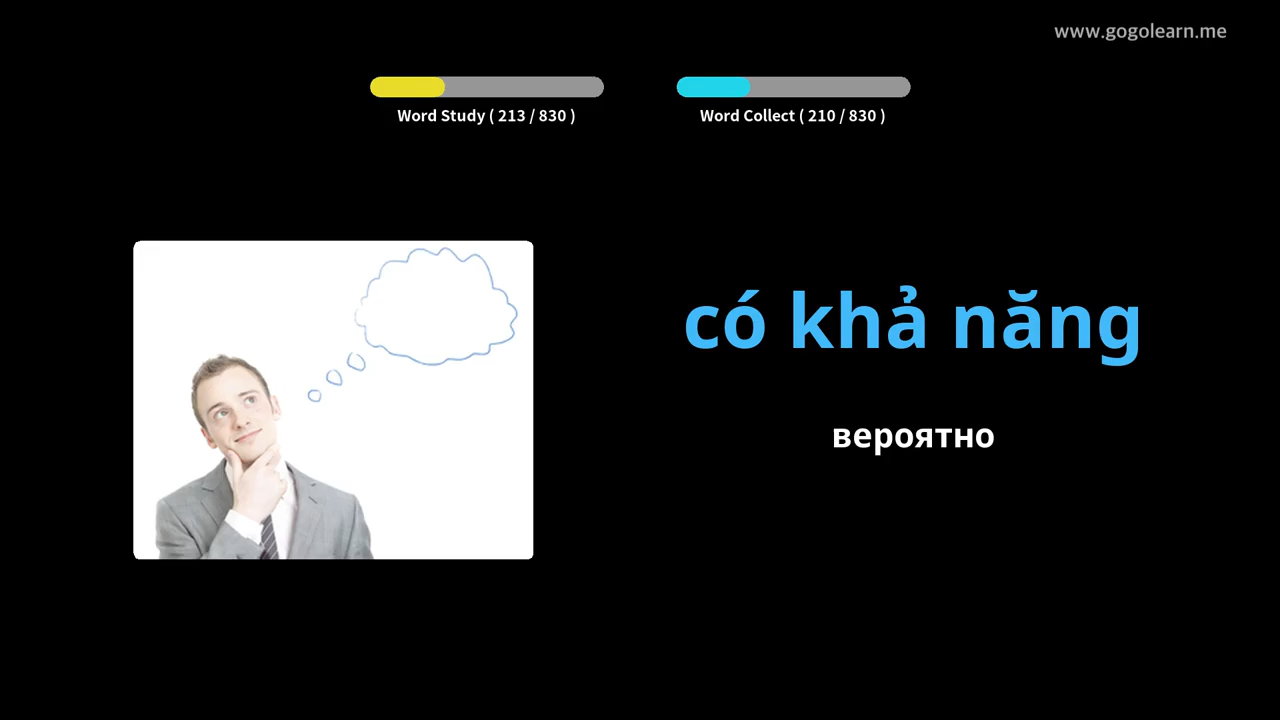 www.gogolearn.me
Word Study ( 213 / 830 )
Word Collect ( 210 / 830 )
có khả năng
вероятно